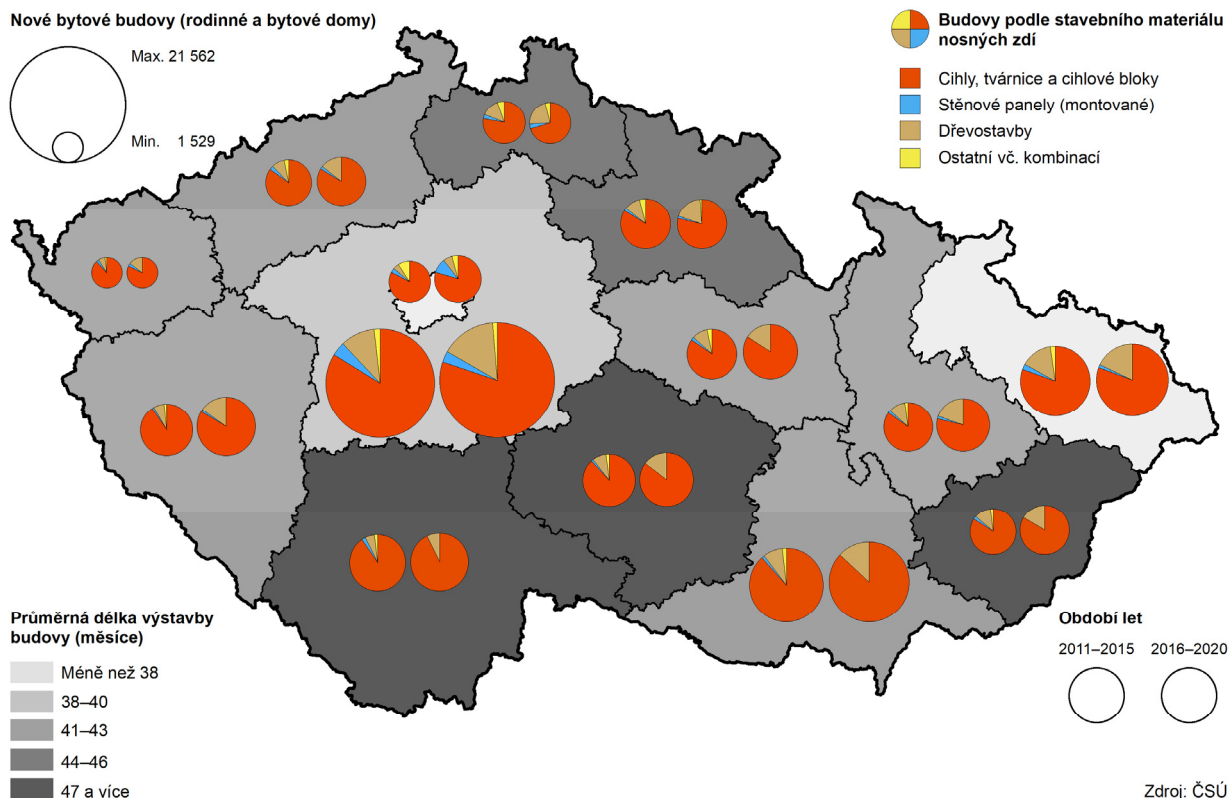 Nové bytové budovy (rodinné a bytové domy)
Max. 21 562
Min. 1 529
Budovy podle stavebního materiálu
nosných zdí
Cihly, tvárnice a cihlové bloky
Stěnové panely (montované)
Dřevostavby
Ostatní vč. kombinací
Průměrná délka výstavby
budovy (měsíce)
Méně než 38
38–40
41–43
44–46
47 a více
Období let
2011–2015 2016–2020
Zdroj: ČSÚ